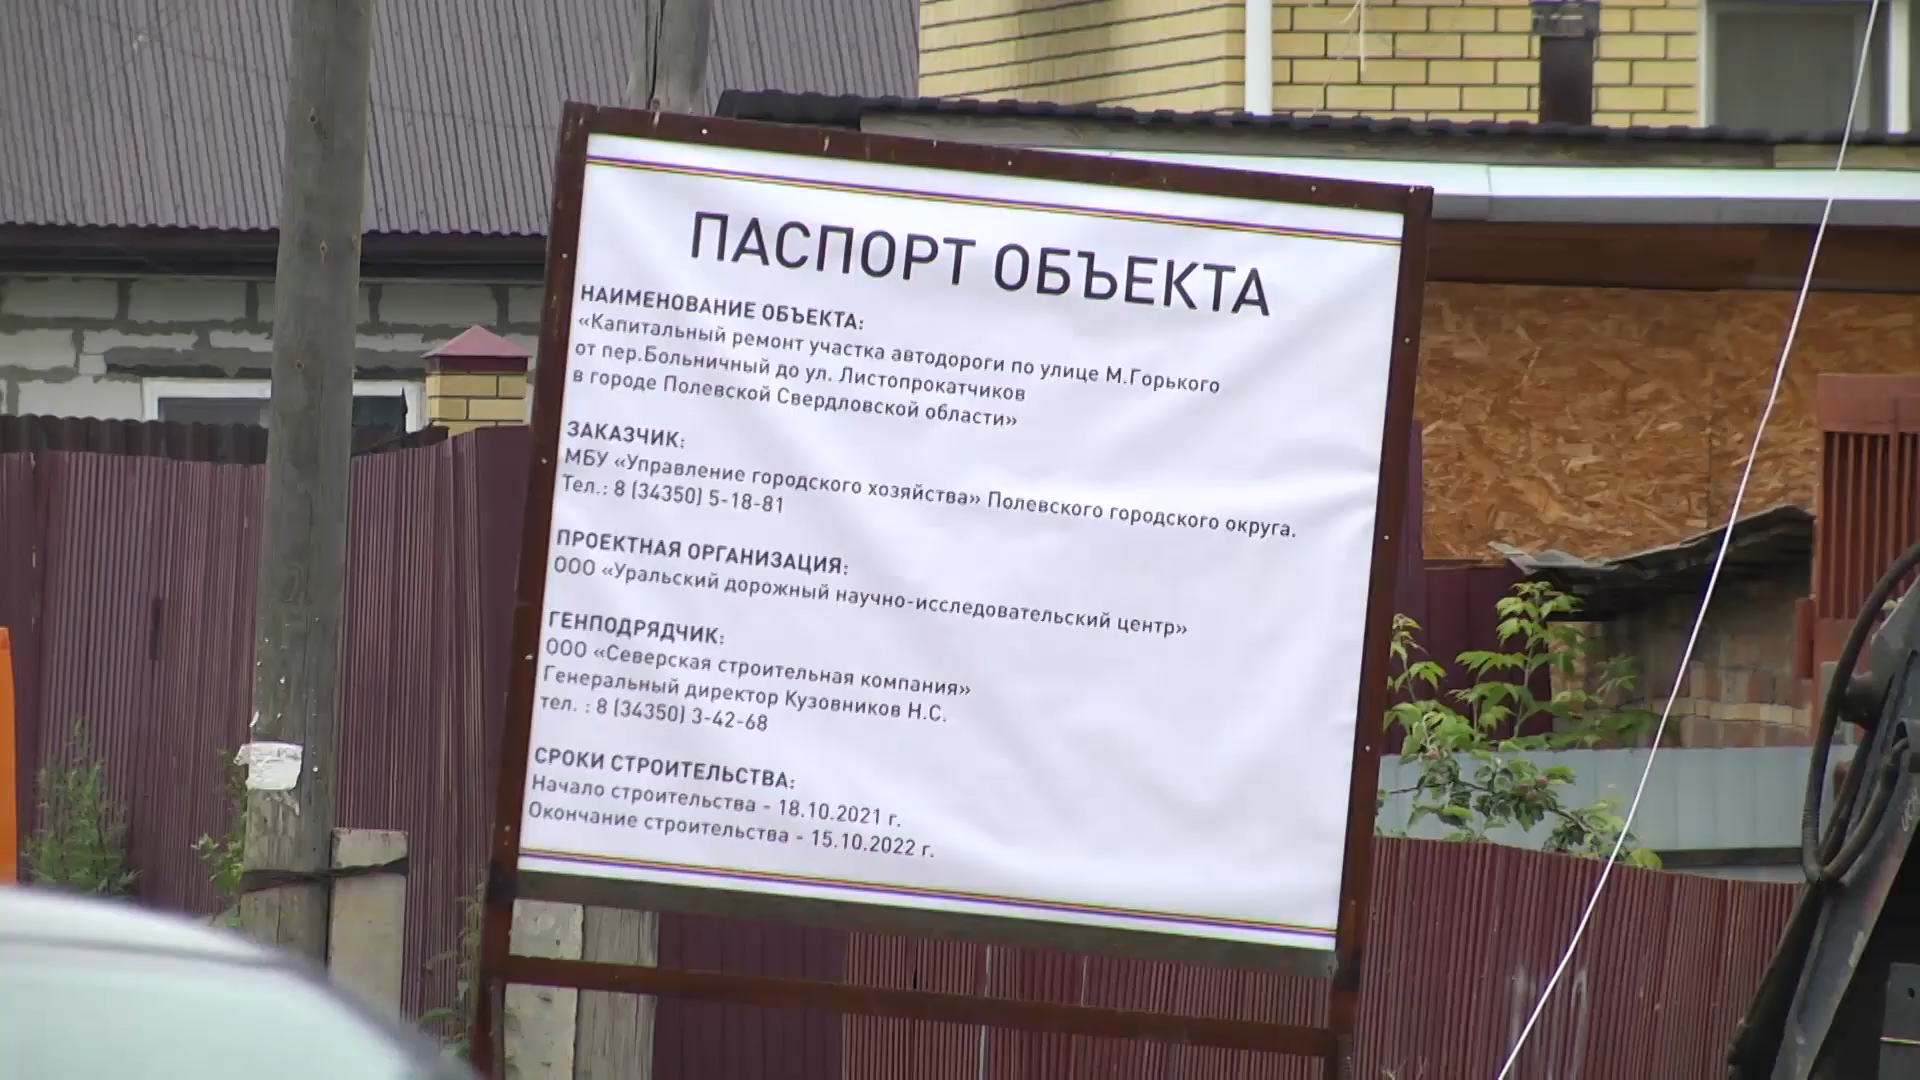 ПАСПОРТ ОБЪЕКТА
НАИМЕНОВАНИЕ ОБЪЕКТА:
«Капитальный ремонт участка автодороги по улице М.Горького
от пер.Больничный до ул. Листопрокатчиков
в городе Полевской Свердловской области»
ЗАКАЗЧИК:
МБУ «Управление городского хозяйства» Полевского городского округа.
Тел.: 8 (34350) 5-18-81
ПРОЕКТНАЯ ОРГАНИЗАЦИЯ:
ООО «Уральский дорожный научно-исследовательский центр»
ГЕНПОДРЯДЧИК:
ООО «Северская строительная компания»
Генеральный директор Кузовников Н.С.
тел. : 8 (34350) 3-42-68
СРОКИ СТРОИТЕЛЬСТВА:
Начало строительства - 18.10.2021 г.
Окончание строительства - 15.10.2022 г.